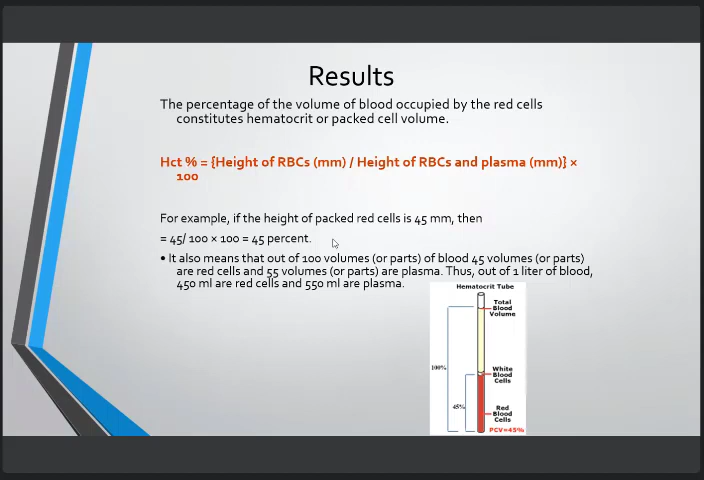 Results
The percentage of the volume of blood occupied by the red cells
constitutes hematocrit or packed cell volume.
Hct % = {Height of RBCs (mm) / Height of RBCs and plasma (mm)} ×
100
For example, if the height of packed red cells is 45 mm, then
= 45/ 100 × 100 = 45 percent.
• It also means that out of 100 volumes (or parts) of blood 45 volumes (or parts)
are red cells and 55 volumes (or parts) are plasma. Thus, out of 1 liter of blood,
450 ml are red cells and 550 ml are plasma.
Hematocrit Tube
Total
Blood
Volume
100%
White
Blood
Cells
45%
Red
Blood
Cells
PCV=45%